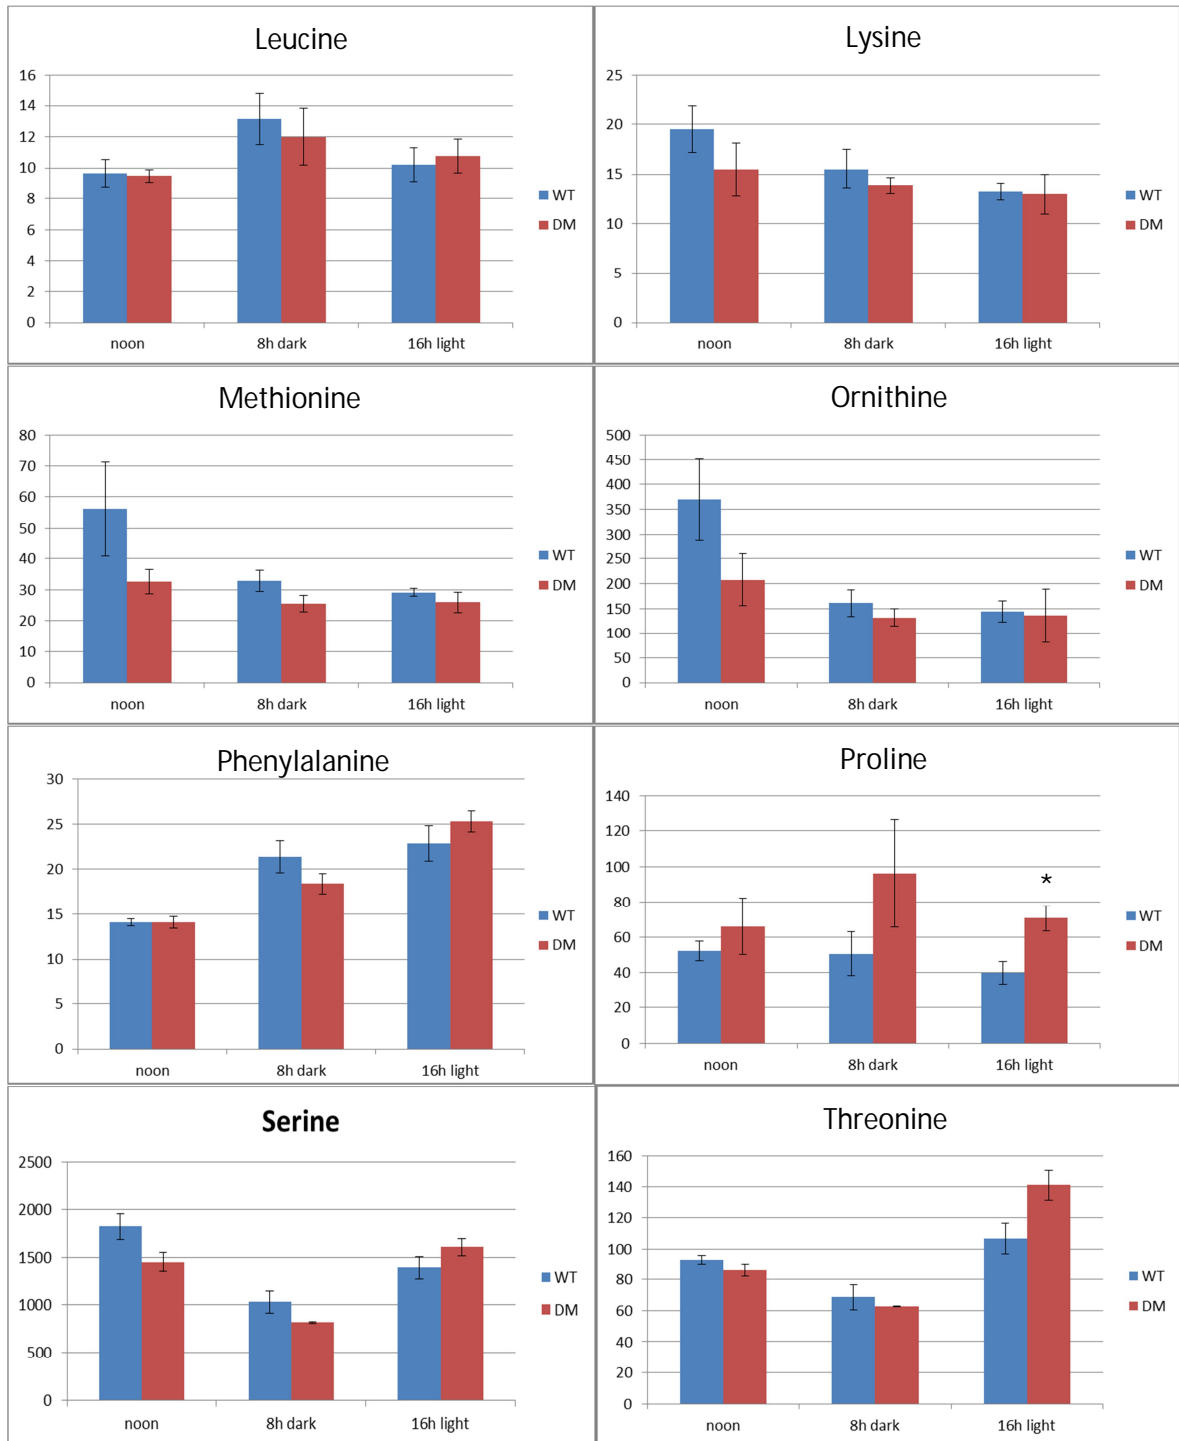 Leucine
16
14
12
10
8
6
4
2
0
noon 8h dark 16h light
WT
DM
Lysine
25
20
15
10
5
0
noon 8h dark 16h light
WT
DM
Methionine
80
70
60
50
40
30
20
10
0
noon 8h dark 16h light
WT
DM
Ornithine
500
450
400
350
300
250
200
150
100
50
0
noon 8h dark 16h light
WT
DM
Phenylalanine
30
25
20
15
10
5
0
noon 8h dark 16h light
WT
DM
Proline
140
120
100
80
60
40
20
0
*
noon 8h dark 16h light
WT
DM
Serine
2500
2000
1500
1000
500
0
noon 8h dark 16h light
WT
DM
Threonine
160
140
120
100
80
60
40
20
0
noon 8h dark 16h light
WT
DM